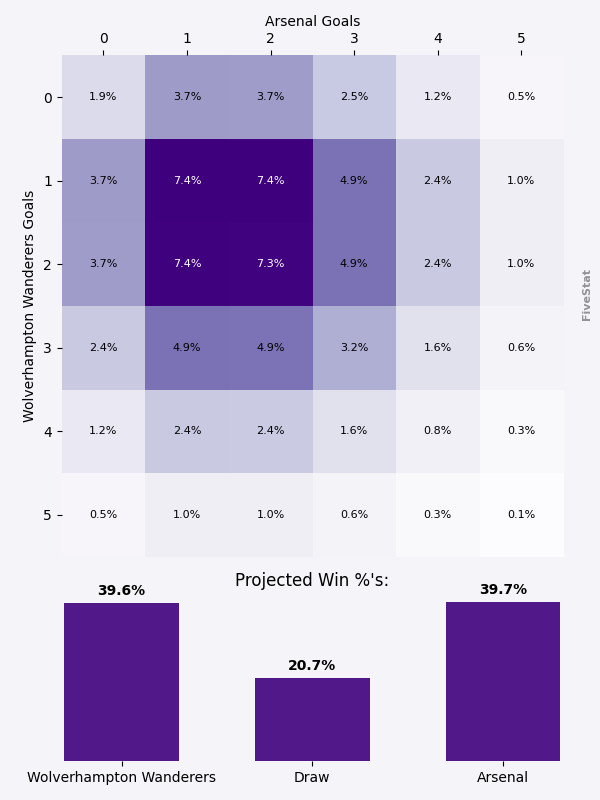 Arsenal Goals
0 1 2 3 4 5
0 1.9% 3.7% 3.7% 2.5% 1.2% 0.5%
1 3.7% 7.4% 7.4% 4.9% 2.4% 1.0%
2 3.7% 7.4% 7.3% 4.9% 2.4% 1.0%
3 2.4% 4.9% 4.9% 3.2% 1.6% 0.6%
4 1.2% 2.4% 2.4% 1.6% 0.8% 0.3%
5 0.5% 1.0% 1.0% 0.6% 0.3% 0.1%
Wolverhampton Wanderers Goals
FiveStat
Projected Win %'s:
39.6% 20.7% 39.7%
Wolverhampton Wanderers Draw Arsenal